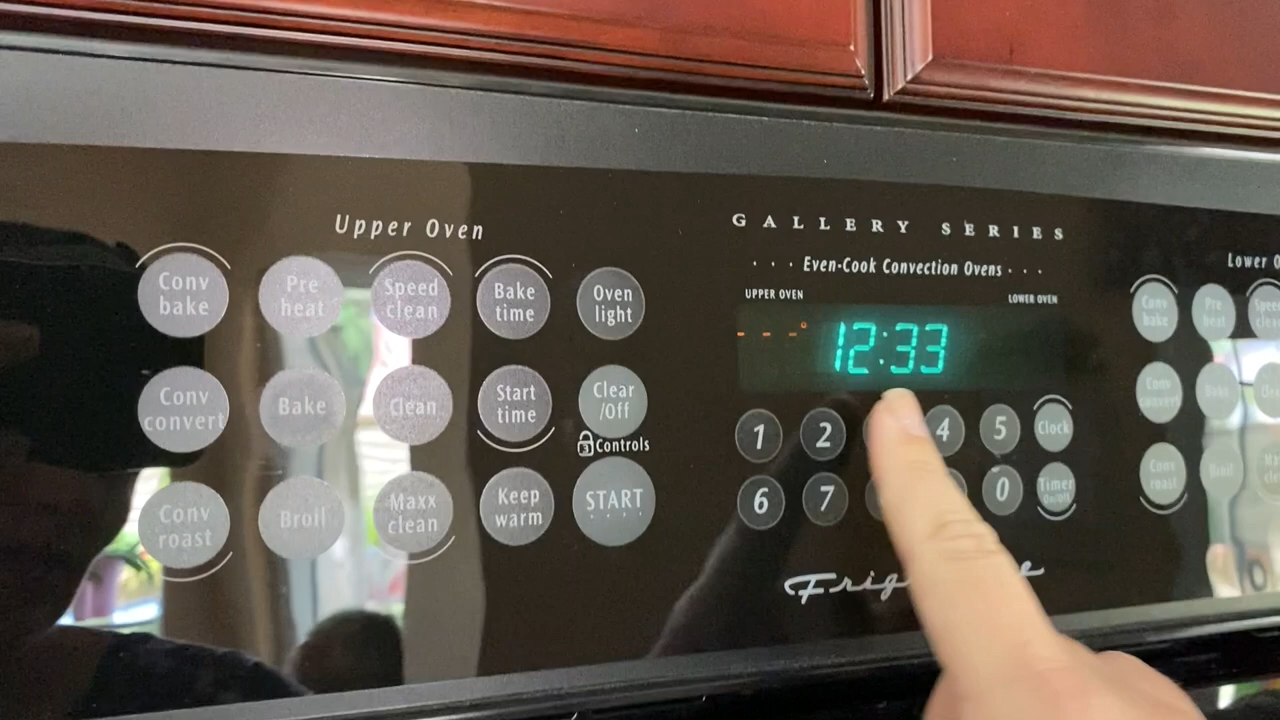 Upper Oven
Conv bake
Pre heat
Speed clean
Bake time
Oven light
Conv convert
Bake
Clean
Start time
Clear /Off
Controls
Conv roast
Broil
Maxx clean
Keep warm
START
GALLERY SERIES
Even-Cook Convection Ovens
UPPER OVEN
LOWER OVEN
- - -°
12:33
1 2 4 5 Clock
6 7 0 Timer On/Off
Lower
Conv bake
Pre heat
Conv convert
Bake
Conv roast
Broil